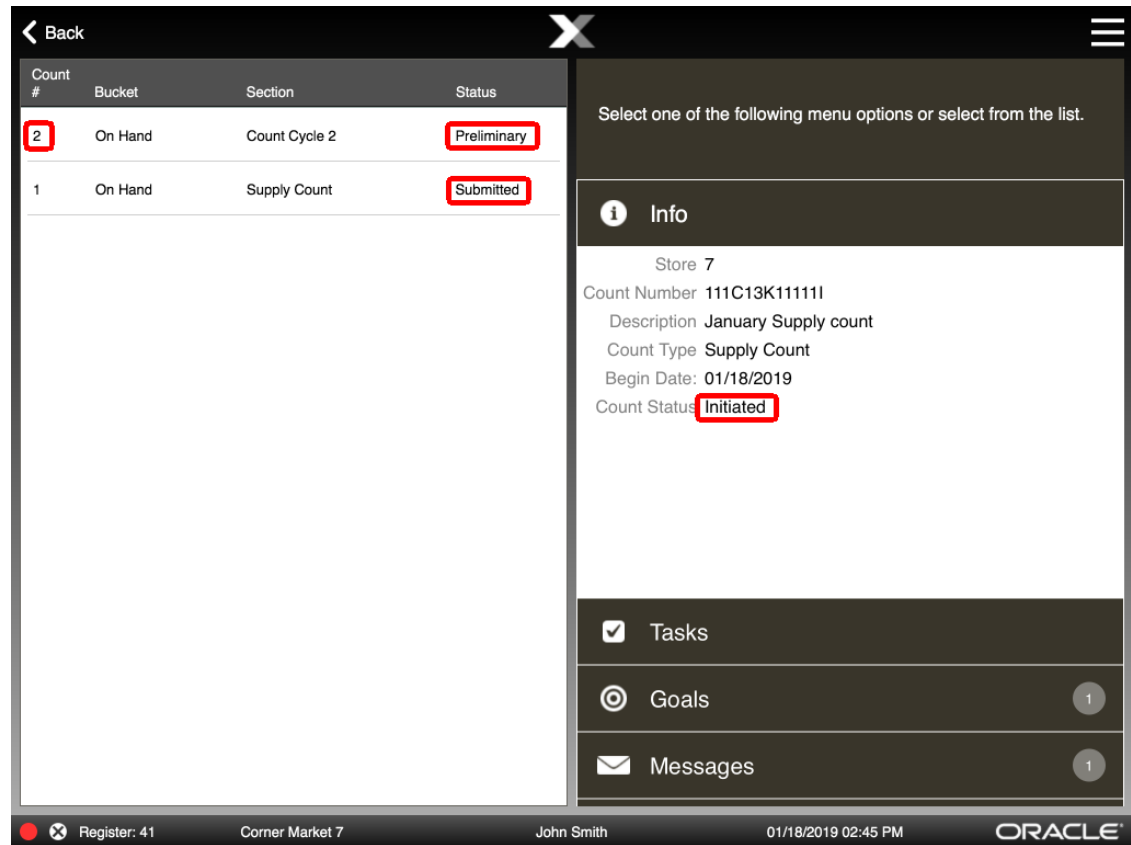 Back
Count
# Bucket Section Status
2 On Hand Count Cycle 2 Preliminary
1 On Hand Supply Count Submitted
Select one of the following menu options or select from the list.
Info
Store 7
Count Number 111C13K11111I
Description January Supply count
Count Type Supply Count
Begin Date: 01/18/2019
Count Status Initiated
Tasks
Goals 1
Messages 1
Register: 41 Corner Market 7 John Smith 01/18/2019 02:45 PM ORACLE